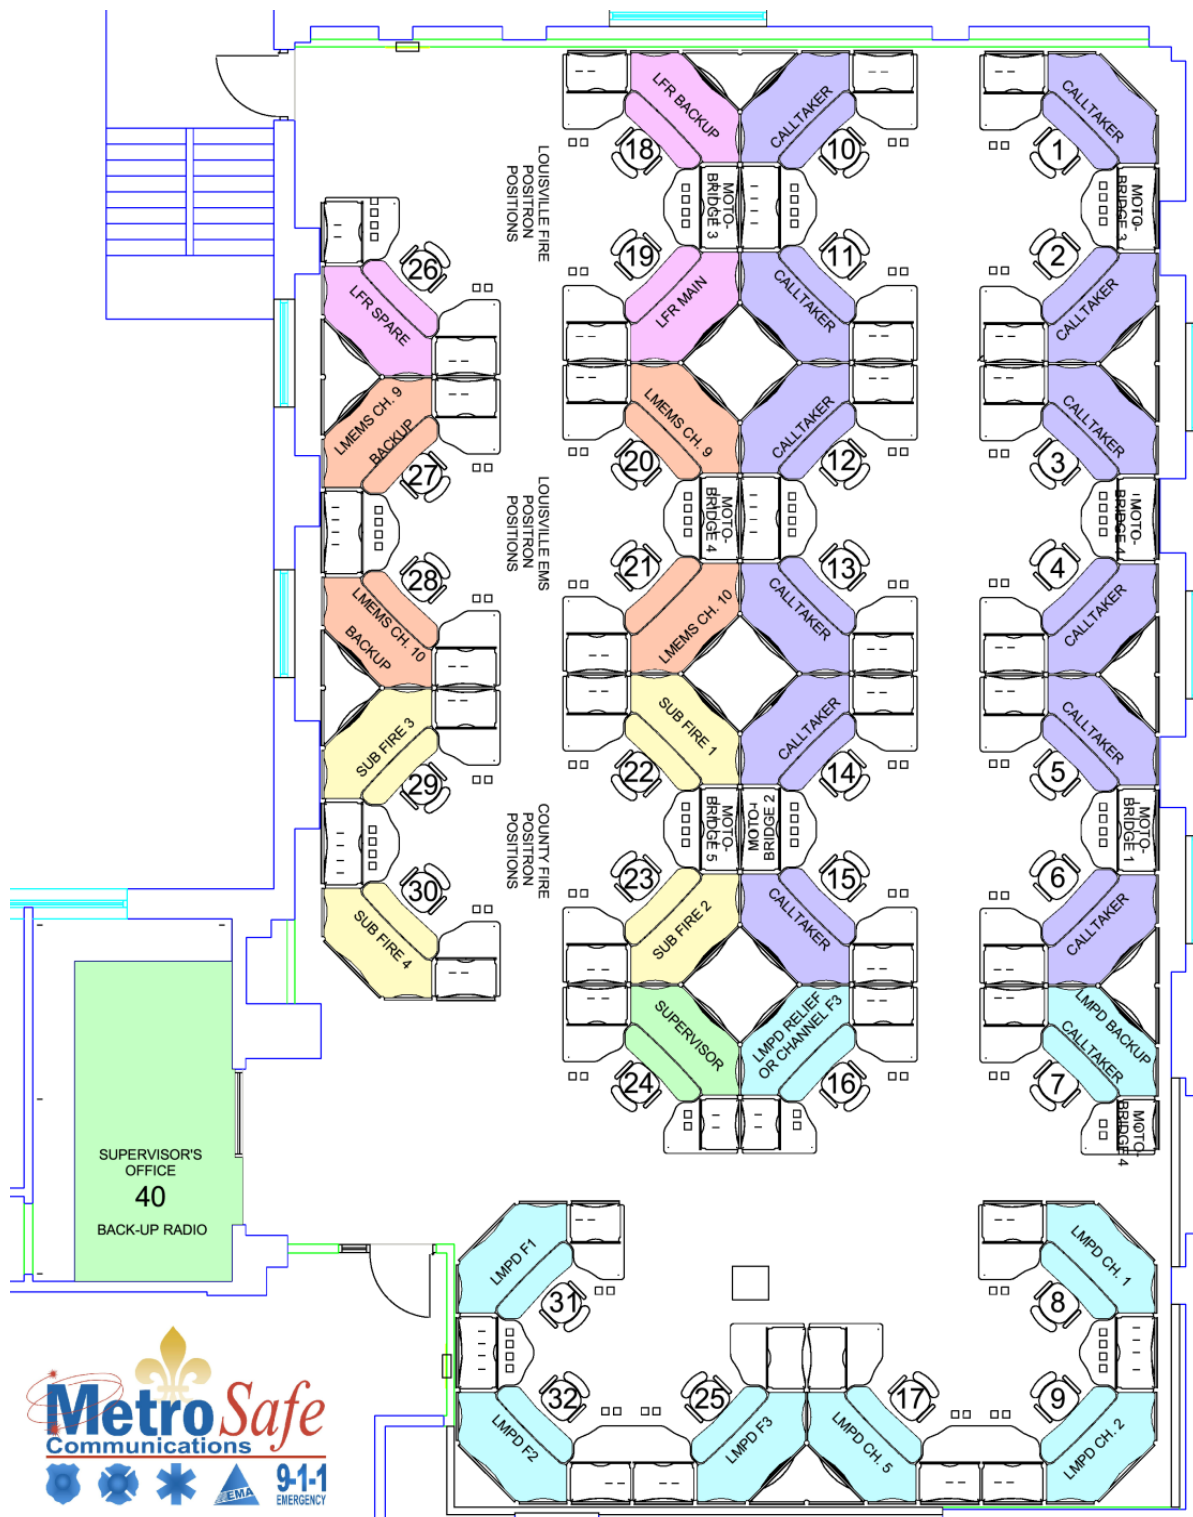 LFR BACKUP
CALLTAKER
CALLTAKER
18
10
1
LOUISVILLE FIRE
POSITRON
POSITIONS
MOTO-
BRIDGE 3
MOTO-
BRIDGE 3
26
19
11
2
LFR SPARE
LFR MAIN
CALLTAKER
CALLTAKER
LMEMS CH. 9
BACKUP
LMEMS CH. 9
CALLTAKER
CALLTAKER
27
20
12
3
LOUISVILLE EMS
POSITRON
POSITIONS
MOTO-
BRIDGE 4
MOTO-
BRIDGE 4
28
21
13
4
LMEMS CH. 10
BACKUP
LMEMS CH. 10
CALLTAKER
CALLTAKER
SUB FIRE 3
SUB FIRE 1
CALLTAKER
CALLTAKER
29
22
14
5
COUNTY FIRE
POSITRON
POSITIONS
MOTO-
BRIDGE 5
MOTO-
BRIDGE 2
MOTO-
BRIDGE 1
30
23
15
6
SUB FIRE 4
SUB FIRE 2
CALLTAKER
CALLTAKER
SUPERVISOR
LMPD RELIEF
OR CHANNEL F3
LMPD BACKUP
CALLTAKER
24
16
7
MOTO-
BRIDGE 4
SUPERVISOR'S
OFFICE
40
BACK-UP RADIO
LMPD F1
LMPD CH. 1
31
8
32
25
17
9
LMPD F2
LMPD F3
LMPD CH. 5
LMPD CH. 2
MetroSafe
Communications
EMA
9-1-1
EMERGENCY